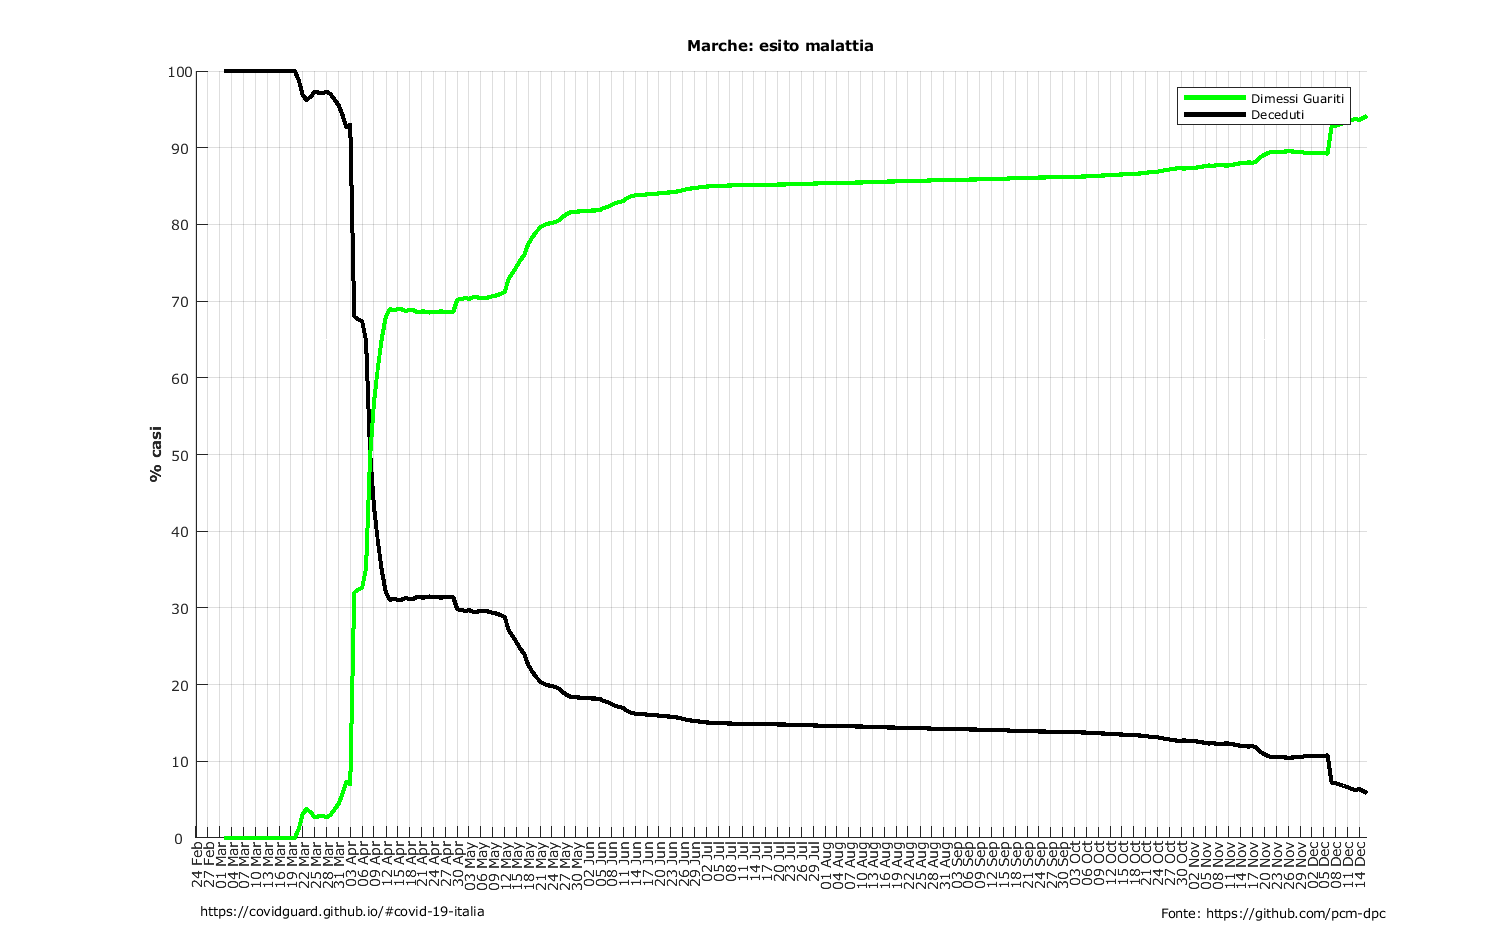 Marche: esito malattia
% casi
100
90
80
70
60
50
40
30
20
10
0
Dimessi Guariti
Deceduti
24 Feb
27 Feb
01 Mar
04 Mar
07 Mar
10 Mar
13 Mar
16 Mar
19 Mar
22 Mar
25 Mar
28 Mar
31 Mar
03 Apr
06 Apr
09 Apr
12 Apr
15 Apr
18 Apr
21 Apr
24 Apr
27 Apr
30 Apr
03 May
06 May
09 May
12 May
15 May
18 May
21 May
24 May
27 May
30 May
02 Jun
05 Jun
08 Jun
11 Jun
14 Jun
17 Jun
20 Jun
23 Jun
26 Jun
29 Jun
02 Jul
05 Jul
08 Jul
11 Jul
14 Jul
17 Jul
20 Jul
23 Jul
26 Jul
29 Jul
01 Aug
04 Aug
07 Aug
10 Aug
13 Aug
16 Aug
19 Aug
22 Aug
25 Aug
28 Aug
31 Aug
03 Sep
06 Sep
09 Sep
12 Sep
15 Sep
18 Sep
21 Sep
24 Sep
27 Sep
30 Sep
03 Oct
06 Oct
09 Oct
12 Oct
15 Oct
18 Oct
21 Oct
24 Oct
27 Oct
30 Oct
02 Nov
05 Nov
08 Nov
11 Nov
14 Nov
17 Nov
20 Nov
23 Nov
26 Nov
29 Nov
02 Dec
05 Dec
08 Dec
11 Dec
14 Dec
https://covidguard.github.io/#covid-19-italia
Fonte: https://github.com/pcm-dpc